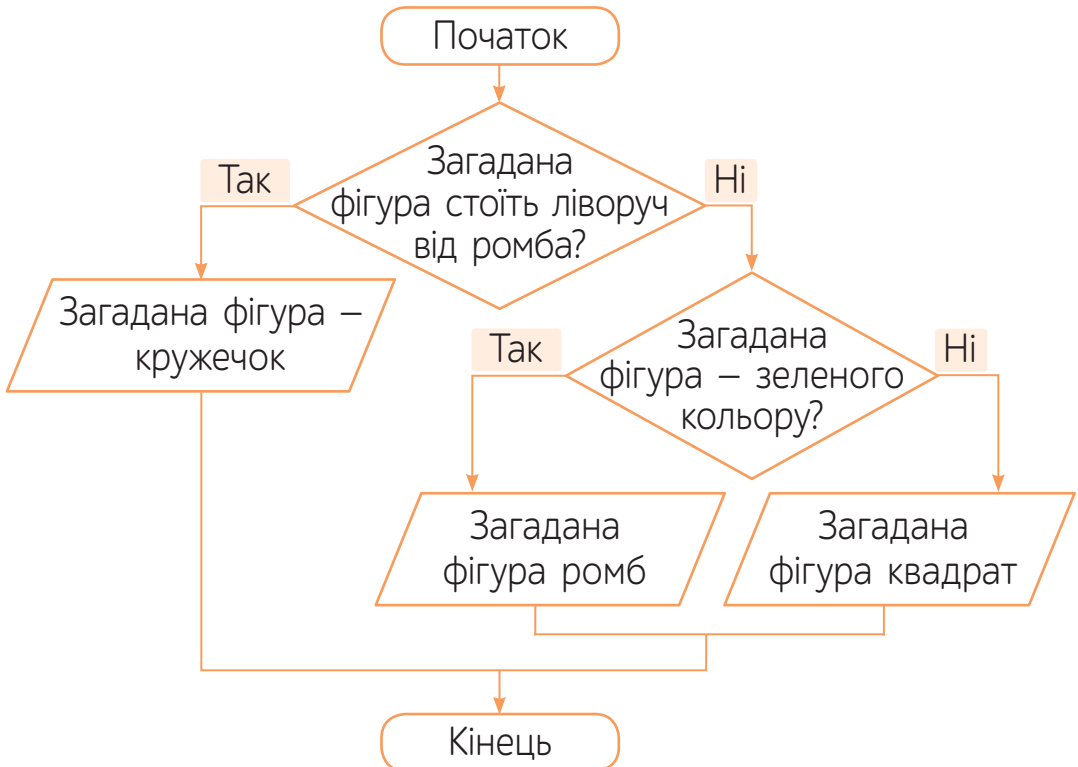 Початок
Загадана
фігура стоїть ліворуч
від ромба?
Так
Ні
Загадана фігура –
кружечок
Загадана
фігура – зеленого
кольору?
Так
Ні
Загадана
фігура ромб
Загадана
фігура квадрат
Кінець